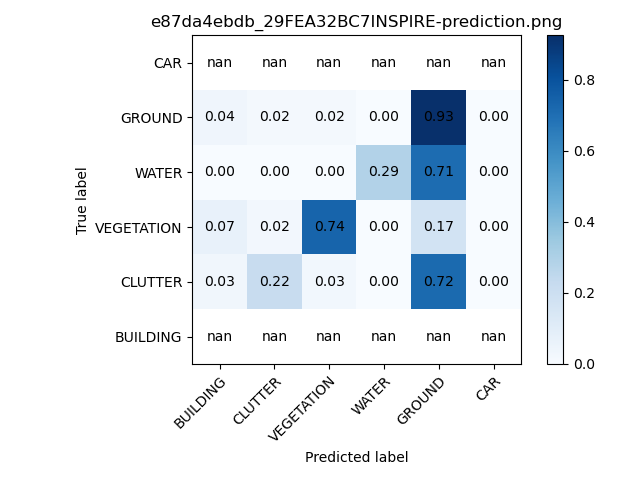 e87da4ebdb_29FEA32BC7INSPIRE-prediction.png
CAR nan nan nan nan nan nan
GROUND 0.04 0.02 0.02 0.00 0.93 0.00
WATER 0.00 0.00 0.00 0.29 0.71 0.00
VEGETATION 0.07 0.02 0.74 0.00 0.17 0.00
CLUTTER 0.03 0.22 0.03 0.00 0.72 0.00
BUILDING nan nan nan nan nan nan
True label
BUILDING CLUTTER VEGETATION WATER GROUND CAR
Predicted label
0.8
0.6
0.4
0.2
0.0